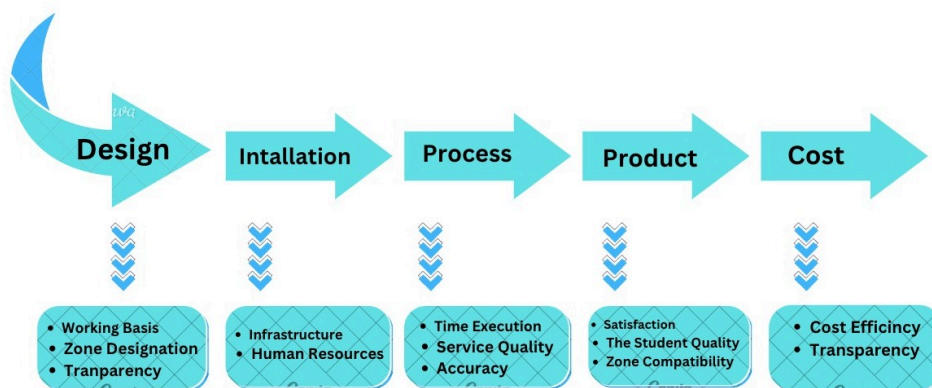 Design
Intallation
Process
Product
Cost
• Working Basis
• Zone Designation
• Tranparency
• Infrastructure
• Human Resources
• Time Execution
• Service Quality
• Accuracy
• Satisfaction
• The Student Quality
• Zone Compatibility
• Cost Efficincy
• Transparency